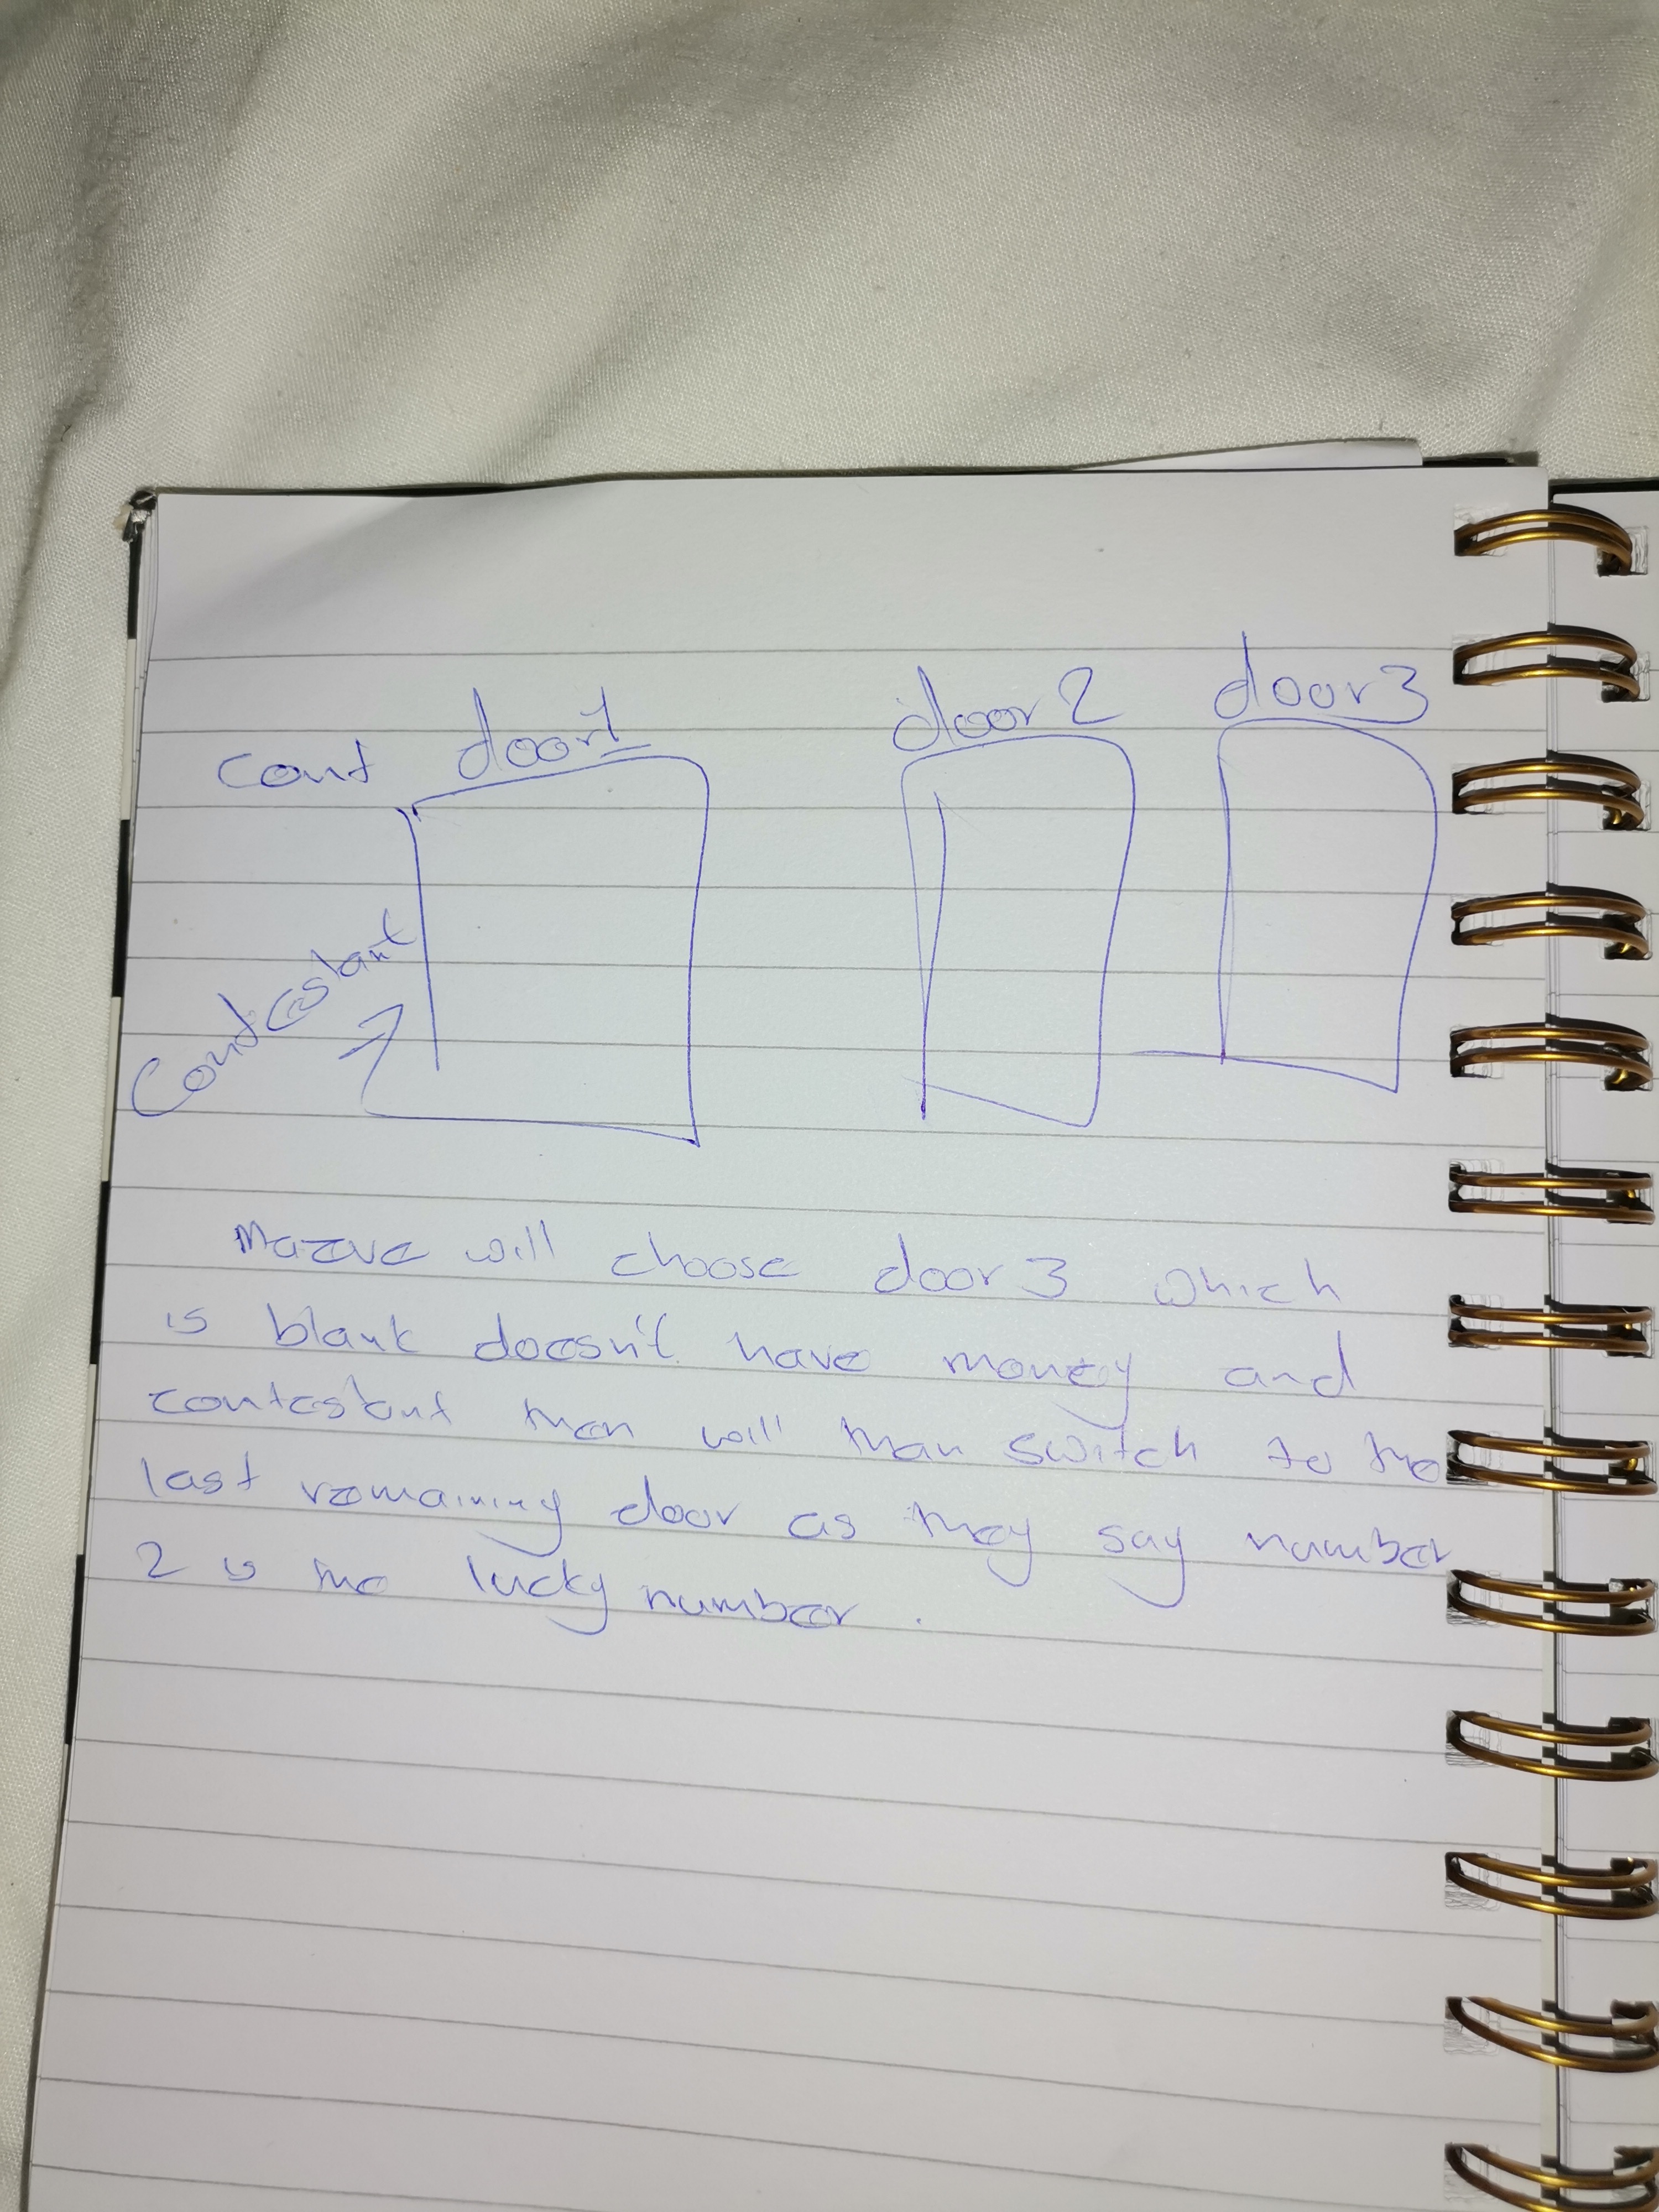 cont door1 door2 door3
Contestant
Maeve will choose door 3 which
is blank doesn't have money and
contestant then will then switch to the
last remaining door as they say number
2 is the lucky number.